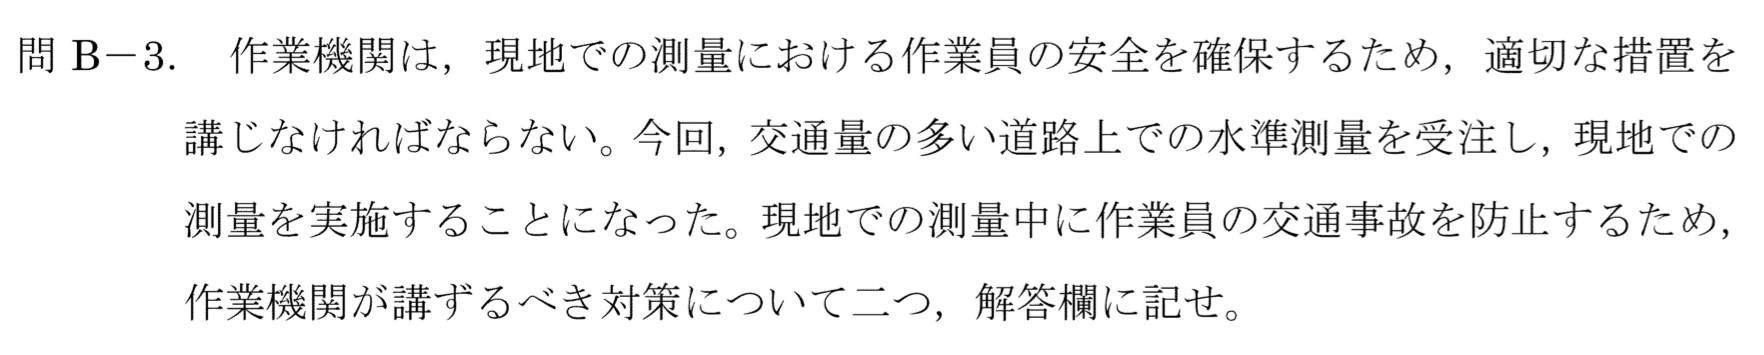 問 B－3.　作業機関は，現地での測量における作業員の安全を確保するため，適切な措置を
講じなければならない。今回，交通量の多い道路上での水準測量を受注し，現地での
測量を実施することになった。現地での測量中に作業員の交通事故を防止するため，
作業機関が講ずるべき対策について二つ，解答欄に記せ。